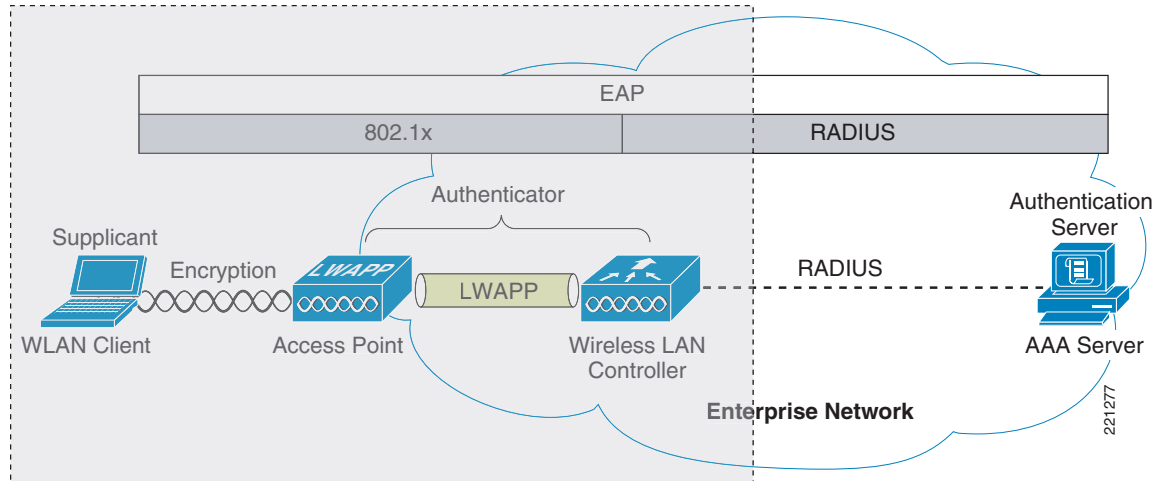 EAP
802.1x
RADIUS
Authenticator
Authentication
Server
Supplicant
Encryption
LWAPP
LWAPP
RADIUS
WLAN Client
Access Point
Wireless LAN
Controller
AAA Server
Enterprise Network
221277